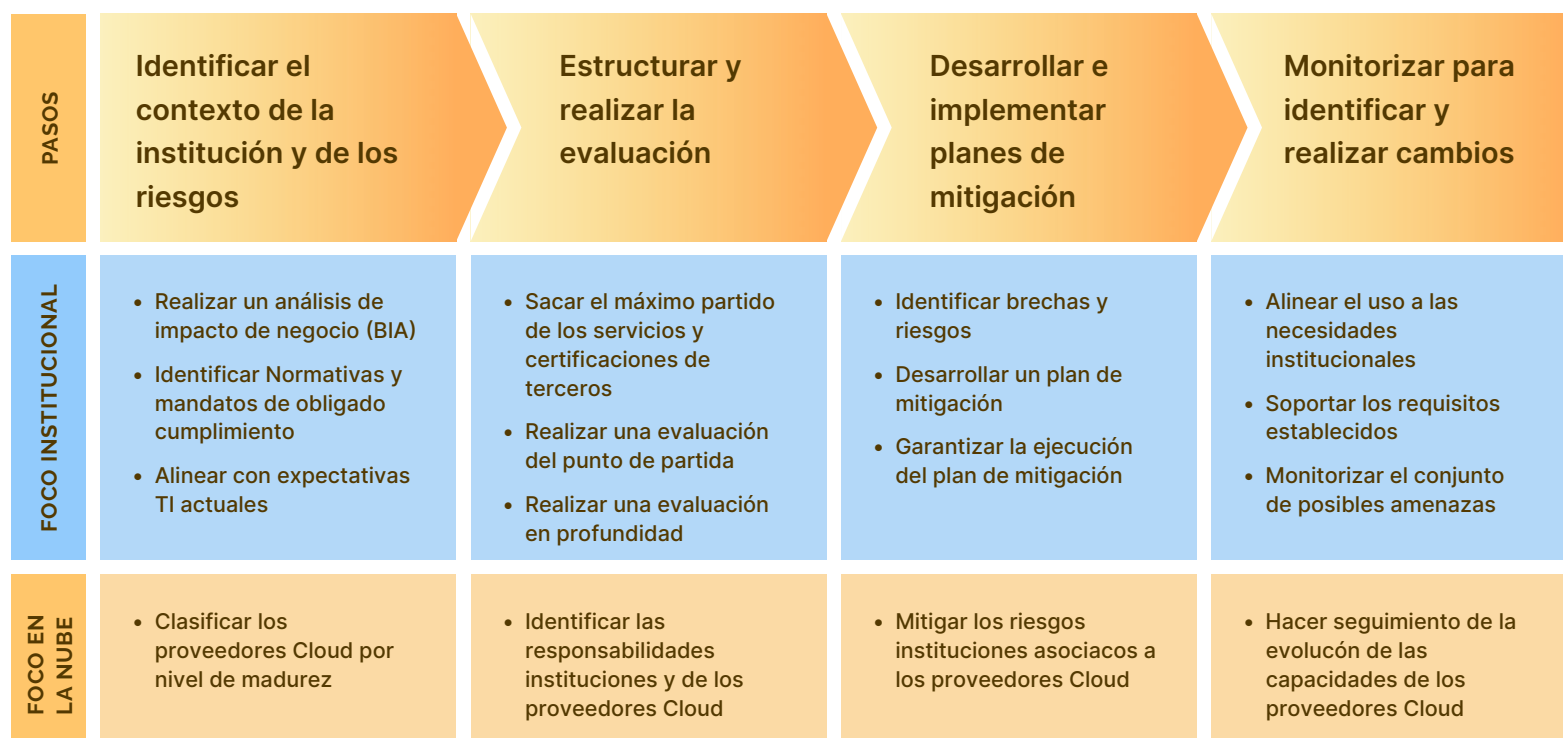 PASOS
Identificar el
contexto de la
institución y de los
riesgos
Estructurar y
realizar la
evaluación
Desarrollar e
implementar
planes de
mitigación
Monitorizar para
identificar y
realizar cambios
FOCO INSTITUCIONAL
• Realizar un análisis de
impacto de negocio (BIA)
• Identificar Normativas y
mandatos de obligado
cumplimiento
• Alinear con expectativas
TI actuales
• Sacar el máximo partido
de los servicios y
certificaciones de
terceros
• Realizar una evaluación
del punto de partida
• Realizar una evaluación
en profundidad
• Identificar brechas y
riesgos
• Desarrollar un plan de
mitigación
• Garantizar la ejecución
del plan de mitigación
• Alinear el uso a las
necesidades
institucionales
• Soportar los requisitos
establecidos
• Monitorizar el conjunto
de posibles amenazas
FOCO EN
LA NUBE
• Clasificar los
proveedores Cloud por
nivel de madurez
• Identificar las
responsabilidades
instituciones y de los
proveedores Cloud
• Mitigar los riesgos
instituciones asociacos a
los proveedores Cloud
• Hacer seguimiento de la
evolucón de las
capacidades de los
proveedores Cloud